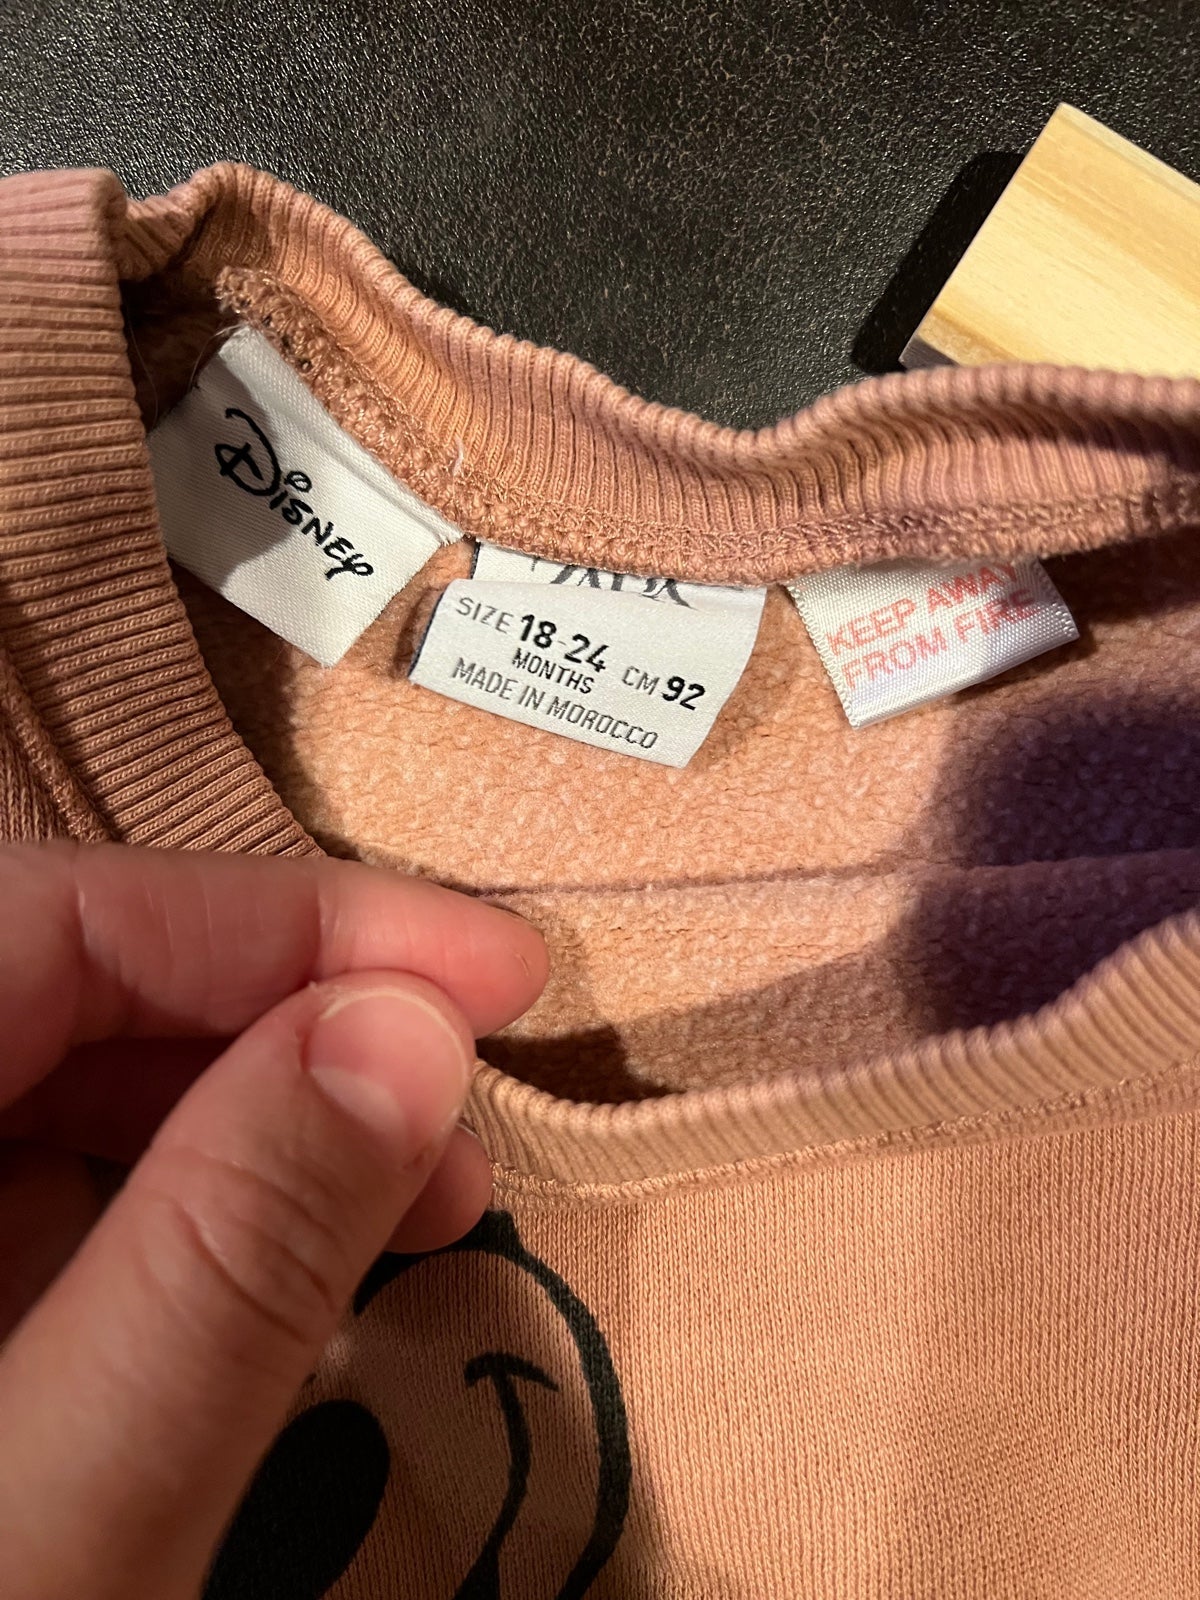 Disney
SIZE 18-24 CM 92
MONTHS
MADE IN MOROCCO
KEEP AWAY
FROM FIRE